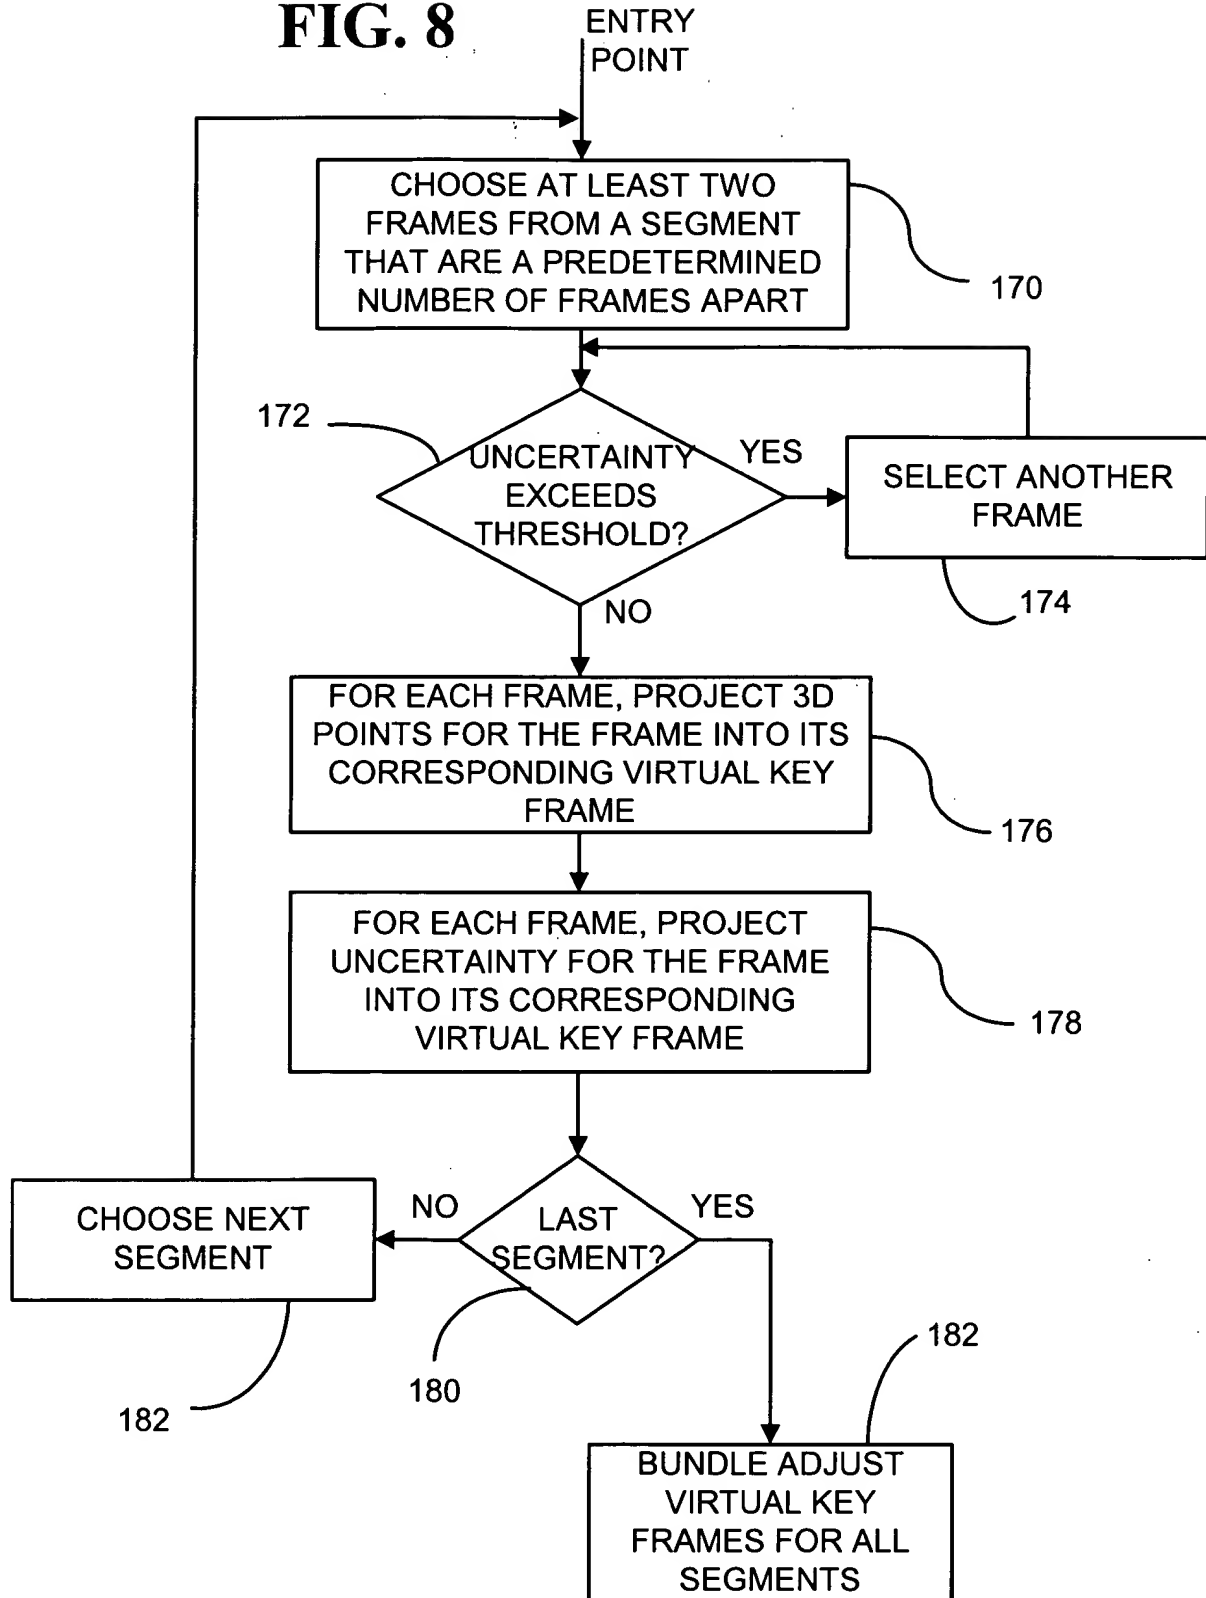 FIG. 8
ENTRY
POINT
CHOOSE AT LEAST TWO
FRAMES FROM A SEGMENT
THAT ARE A PREDETERMINED
NUMBER OF FRAMES APART
170
172
UNCERTAINTY
EXCEEDS
THRESHOLD?
YES
SELECT ANOTHER
FRAME
174
NO
FOR EACH FRAME, PROJECT 3D
POINTS FOR THE FRAME INTO ITS
CORRESPONDING VIRTUAL KEY
FRAME
176
FOR EACH FRAME, PROJECT
UNCERTAINTY FOR THE FRAME
INTO ITS CORRESPONDING
VIRTUAL KEY FRAME
178
CHOOSE NEXT
SEGMENT
NO
LAST
SEGMENT?
YES
182
180
182
BUNDLE ADJUST
VIRTUAL KEY
FRAMES FOR ALL
SEGMENTS